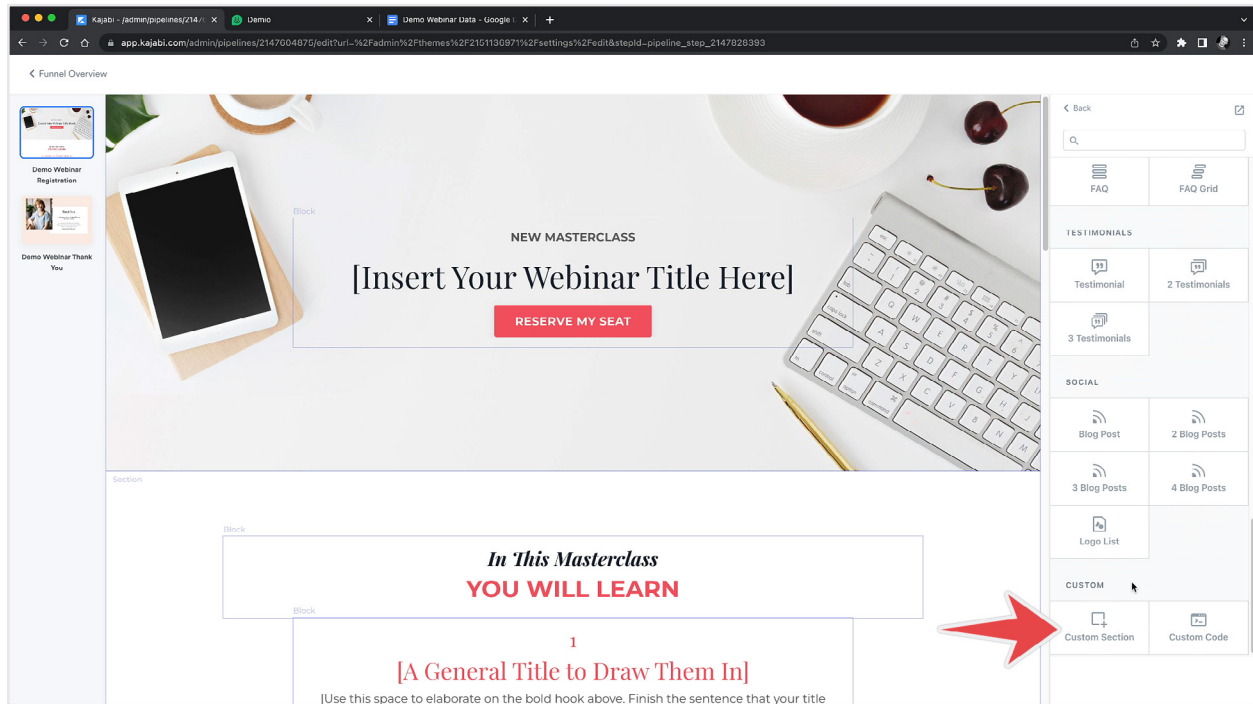 Kajabi - /admin/pipelines/2147(
Demio
Demo Webinar Data - Google
app.kajabi.com/admin/pipelines/2147604875/edit?url=%2Fadmin%2Fthemes%2F2151130971%2Fsettings%2Fedit&stepId=pipeline_step_2147828393
Funnel Overview
Demo Webinar
Registration
Demo Webinar Thank
You
Block
NEW MASTERCLASS
[Insert Your Webinar Title Here]
RESERVE MY SEAT
Section
Block
In This Masterclass
YOU WILL LEARN
Block
1
[A General Title to Draw Them In]
[Use this space to elaborate on the bold hook above. Finish the sentence that your title
Back
FAQ
FAQ Grid
TESTIMONIALS
Testimonial
2 Testimonials
3 Testimonials
SOCIAL
Blog Post
2 Blog Posts
3 Blog Posts
4 Blog Posts
Logo List
CUSTOM
Custom Section
Custom Code